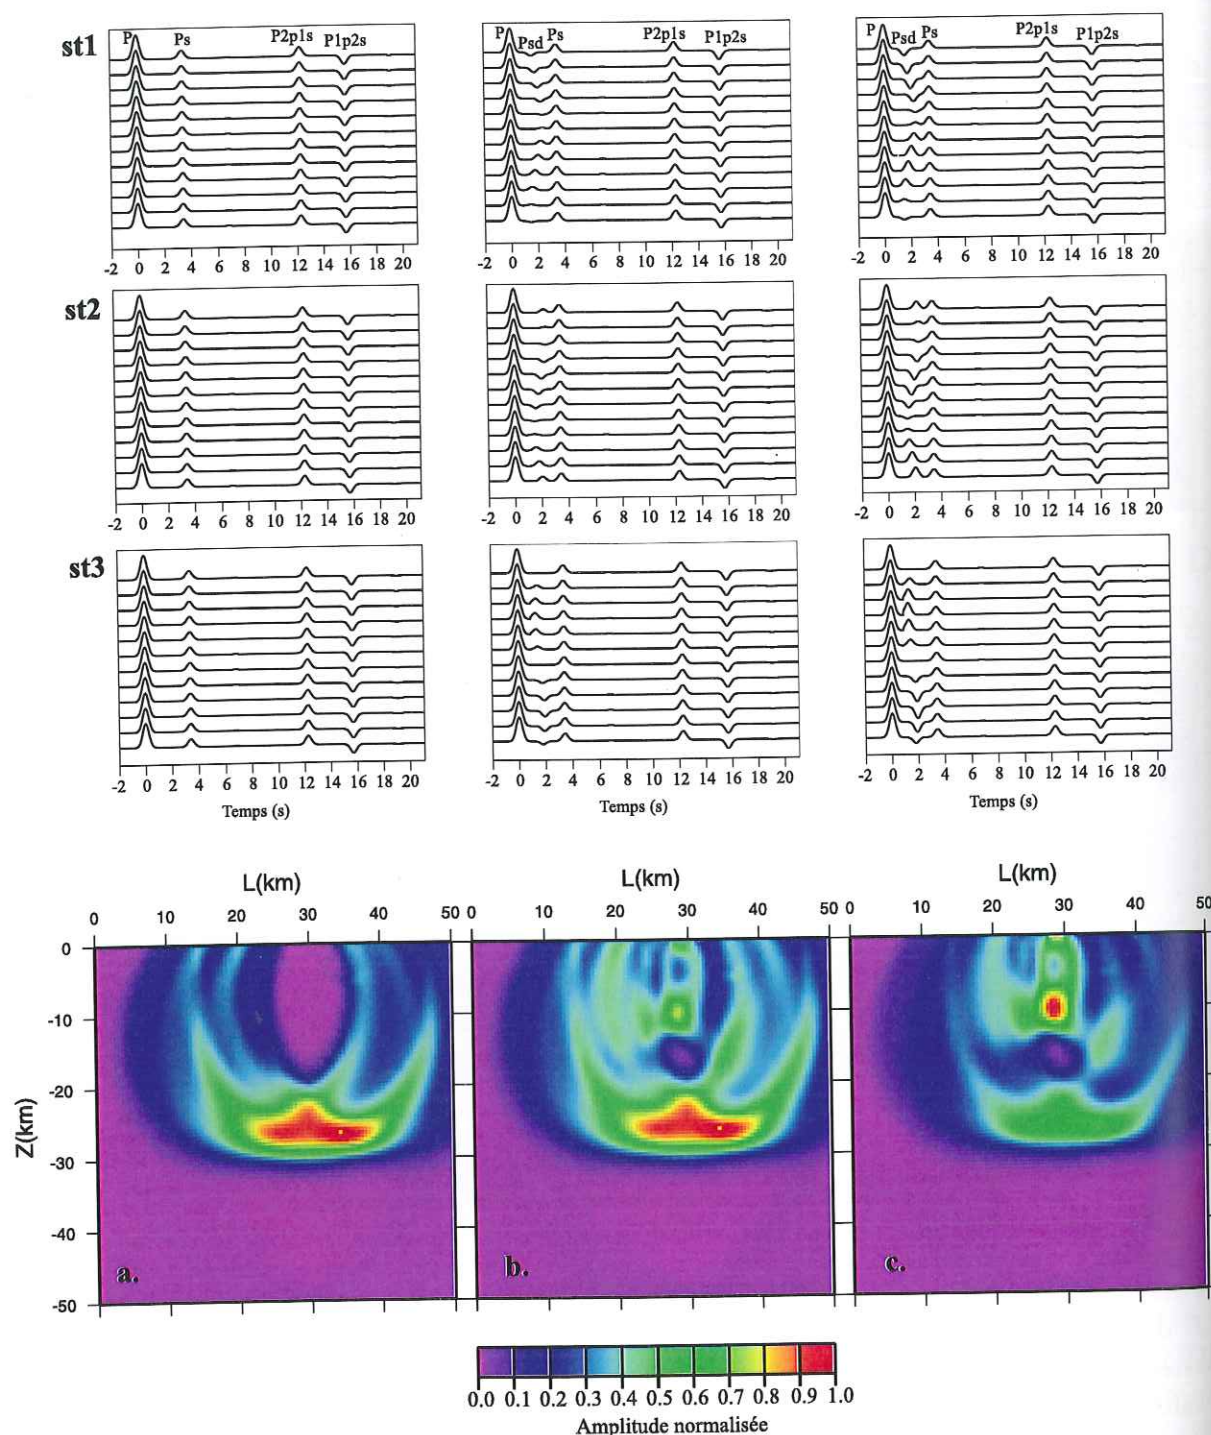 st1
P Ps P2p1s P1p2s
P Psd Ps P2p1s P1p2s
P Psd Ps P2p1s P1p2s
-2 0 2 4 6 8 10 12 14 16 18 20
-2 0 2 4 6 8 10 12 14 16 18 20
-2 0 2 4 6 8 10 12 14 16 18 20
st2
-2 0 2 4 6 8 10 12 14 16 18 20
-2 0 2 4 6 8 10 12 14 16 18 20
-2 0 2 4 6 8 10 12 14 16 18 20
st3
-2 0 2 4 6 8 10 12 14 16 18 20
-2 0 2 4 6 8 10 12 14 16 18 20
-2 0 2 4 6 8 10 12 14 16 18 20
Temps (s)
Temps (s)
Temps (s)
L(km)
L(km)
L(km)
0 10 20 30 40 50
0 10 20 30 40 50
0 10 20 30 40 50
Z(km)
0
-10
-20
-30
-40
-50
a.
b.
c.
0.0 0.1 0.2 0.3 0.4 0.5 0.6 0.7 0.8 0.9 1.0
Amplitude normalisée